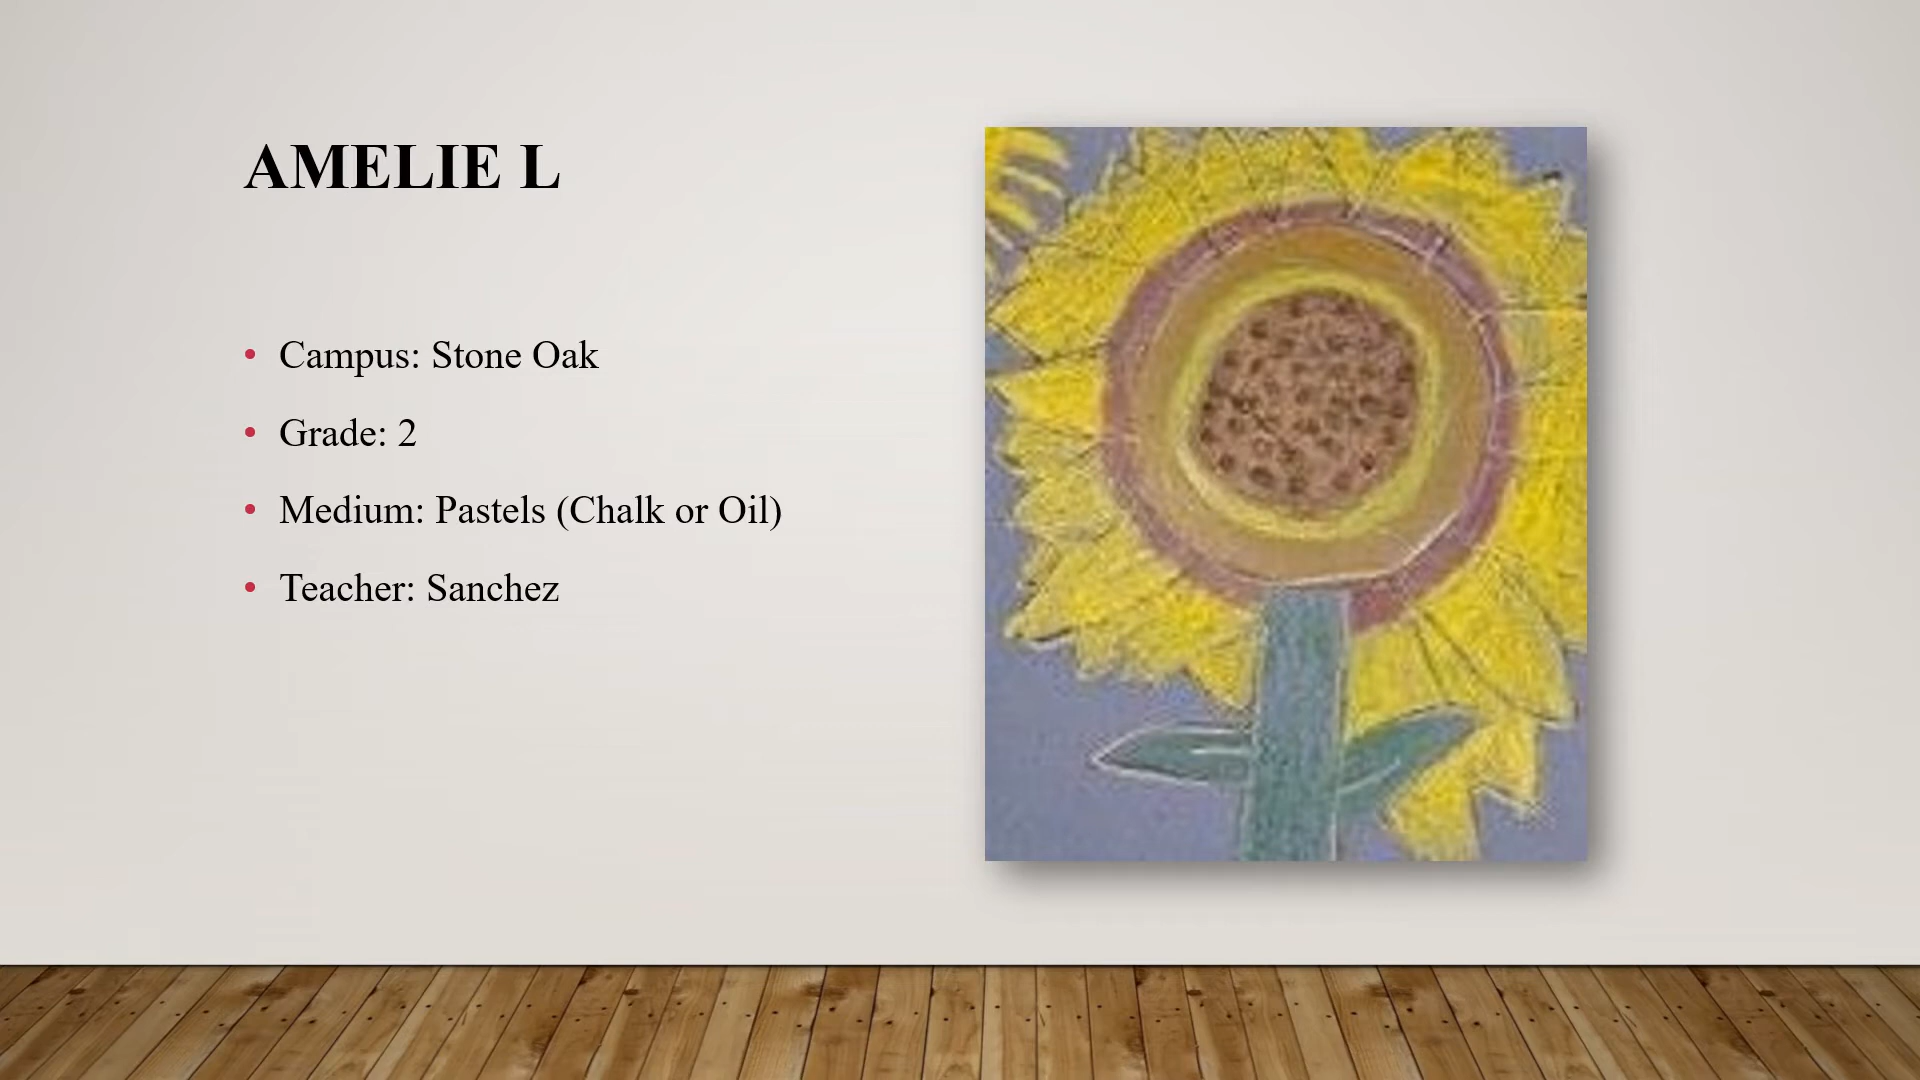 AMELIE L
Campus: Stone Oak
Grade: 2
Medium: Pastels (Chalk or Oil)
Teacher: Sanchez